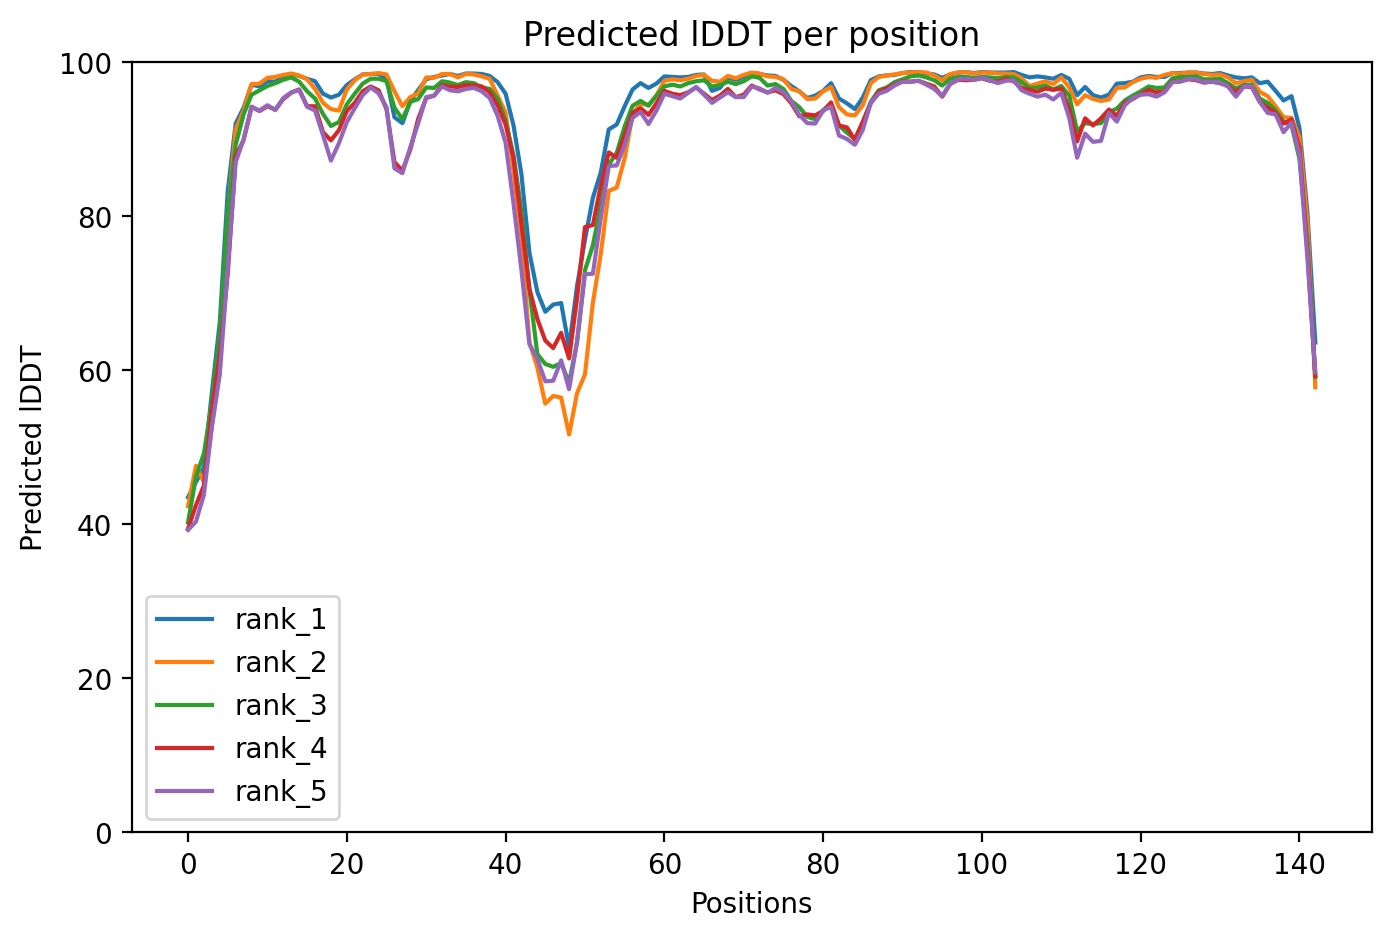 Predicted lDDT per position
100
80
60
40
20
0
Predicted lDDT
rank_1
rank_2
rank_3
rank_4
rank_5
0 20 40 60 80 100 120 140
Positions